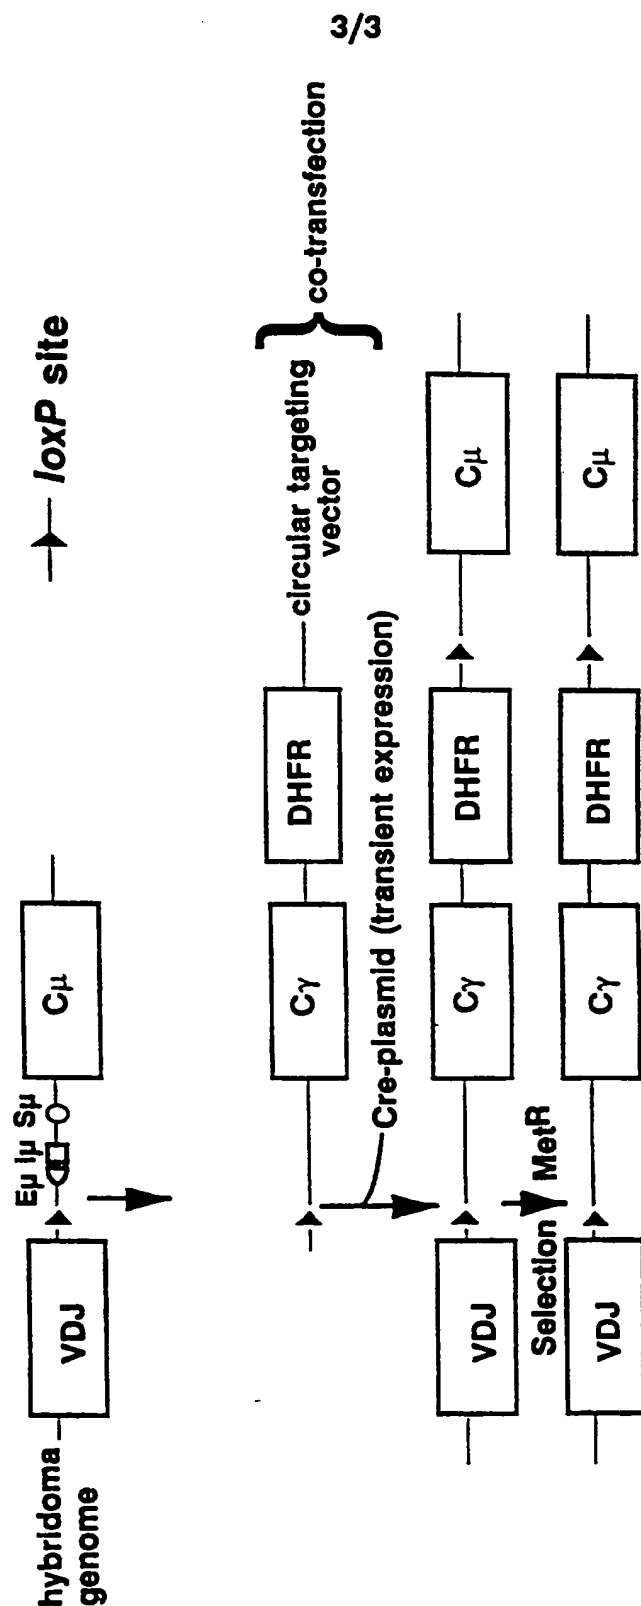 3/3
loxP site
hybridoma
genome
VDJ
Eμ Iμ Sμ
Cμ
Cγ
DHFR
circular targeting
vector
co-transfection
Cre-plasmid (transient expression)
VDJ
Cγ
DHFR
Cμ
Selection MetR
VDJ
Cγ
DHFR
Cμ